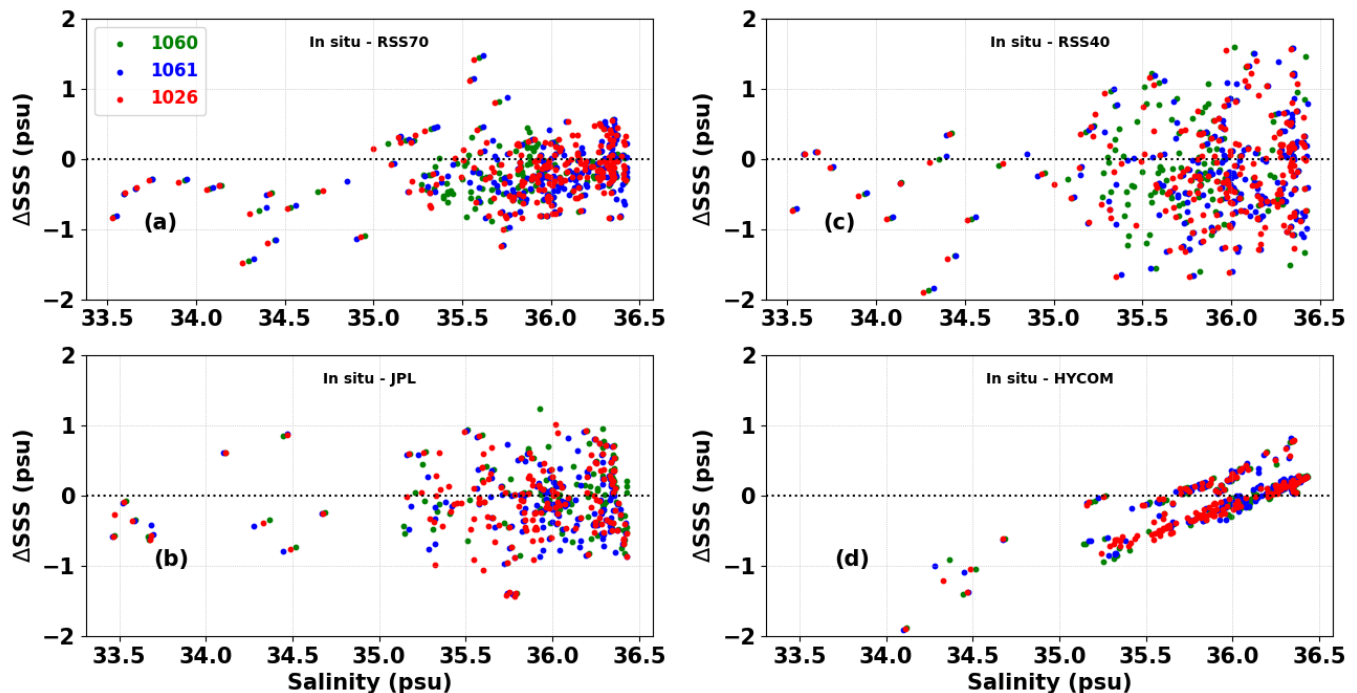 In situ - RSS70
1060
1061
1026
(a)
2
1
0
−1
−2
ΔSSS (psu)
33.5 34.0 34.5 35.0 35.5 36.0 36.5
In situ - RSS40
(c)
2
1
0
−1
−2
ΔSSS (psu)
33.5 34.0 34.5 35.0 35.5 36.0 36.5
In situ - JPL
(b)
2
1
0
−1
−2
ΔSSS (psu)
33.5 34.0 34.5 35.0 35.5 36.0 36.5
Salinity (psu)
In situ - HYCOM
(d)
2
1
0
−1
−2
ΔSSS (psu)
33.5 34.0 34.5 35.0 35.5 36.0 36.5
Salinity (psu)